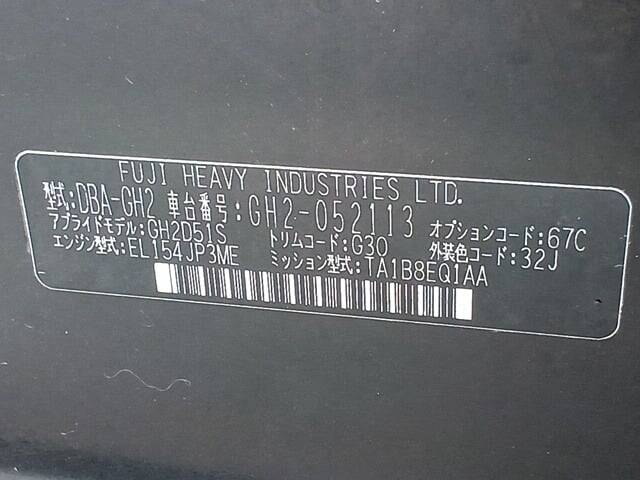 FUJI HEAVY INDUSTRIES LTD.
型式:DBA-GH2 車台番号:GH2-052113 オプションコード:67C
アプライドモデル:GH2D51S トリムコード:G30 外装色コード:32J
エンジン型式:EL154JP3ME ミッション型式:TA1B8EQ1AA